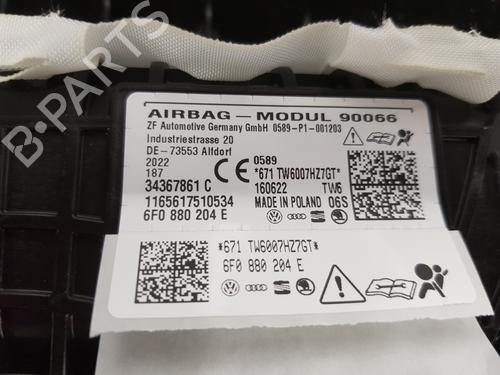 AIRBAG - MODUL 90066
ZF Automotive Germany GmbH 0589-P1-001203
Industriestrasse 20
DE-73553 Alfdorf
2022
187
0589
*671 TW6007HZ7GT*
34367861 C
160622 TW6
1165617510534
MADE IN POLAND 06S
6F0 880 204 E
*671 TW6007HZ7GT*
6F0 880 204 E
B PARTS